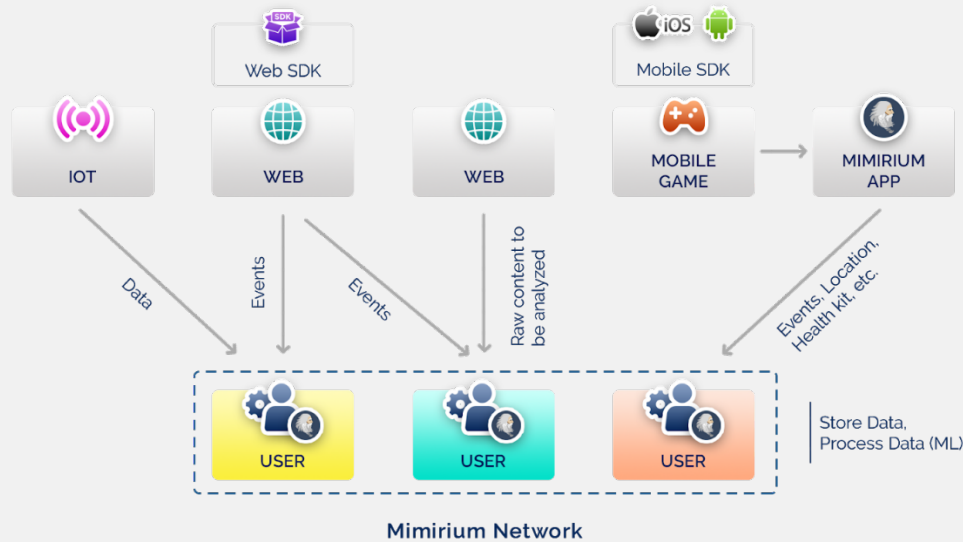 SDK
iOS
Web SDK
Mobile SDK
IOT
WEB
WEB
MOBILE
GAME
MIMIRIUM
APP
Data
Events
Events
Raw content to
be analyzed
Events, Location,
Health kit, etc.
USER
USER
USER
Store Data,
Process Data (ML)
Mimirium Network